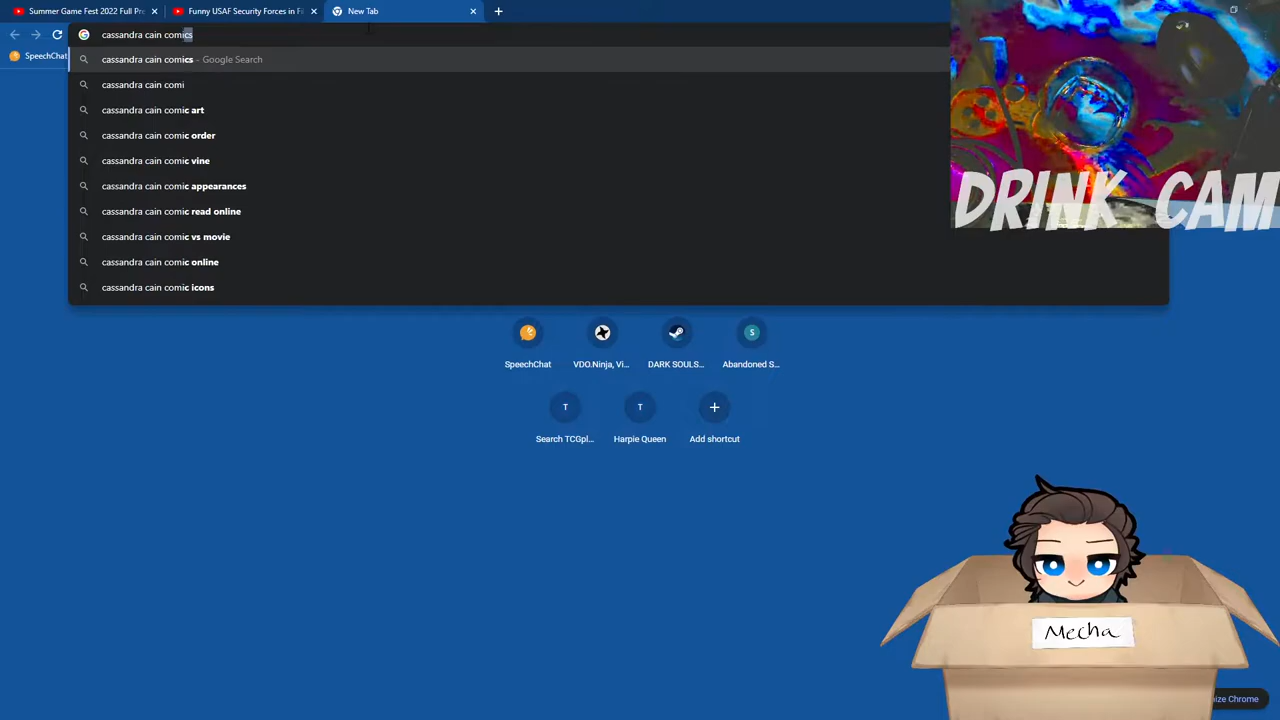 Summer Game Fest 2022 Full Pre
Funny USAF Security Forces in Fi
New Tab
cassandra cain comics
SpeechChat
cassandra cain comics - Google Search
cassandra cain comi
cassandra cain comic art
cassandra cain comic order
cassandra cain comic vine
cassandra cain comic appearances
cassandra cain comic read online
cassandra cain comic vs movie
cassandra cain comic online
cassandra cain comic icons
DRINK CAM
S
SpeechChat
VDO.Ninja, Vi...
DARK SOULS...
Abandoned S...
T
T
Search TCGpl...
Harpie Queen
Add shortcut
Mecha
ize Chrome